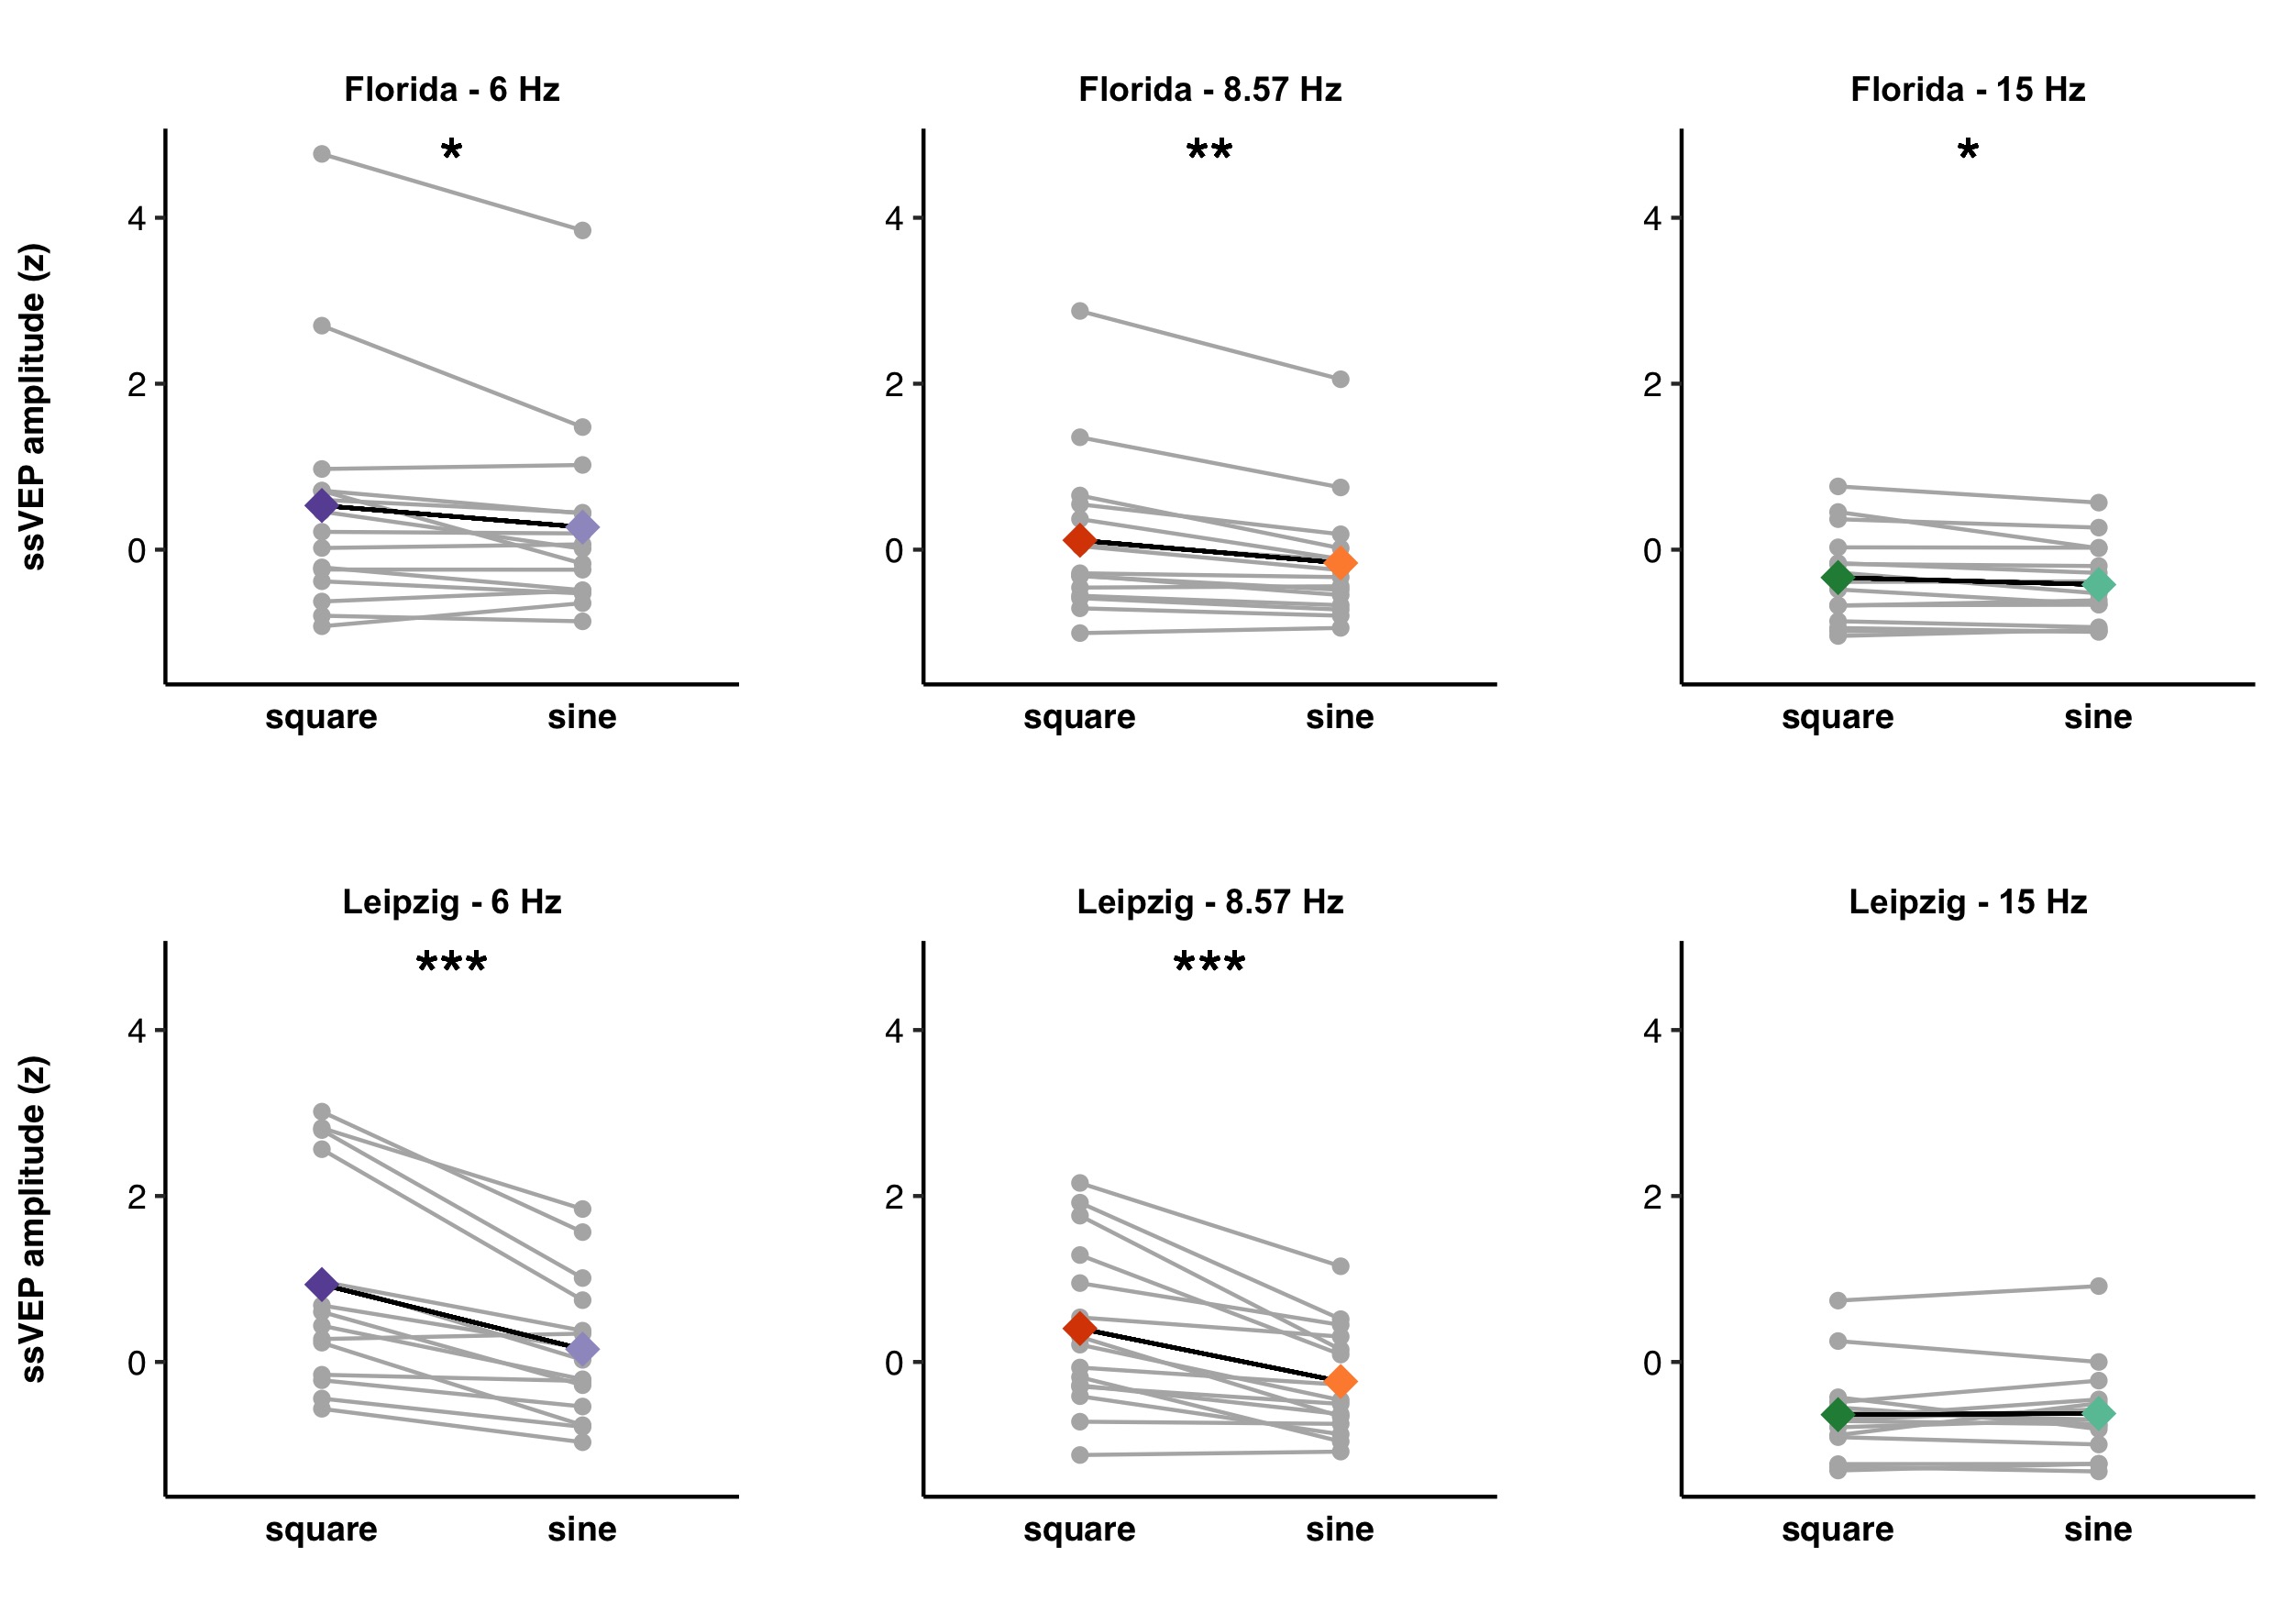 Florida - 6 Hz
Florida - 8.57 Hz
Florida - 15 Hz
*
**
*
ssVEP amplitude (z)
4
2
0
4
2
0
4
2
0
square
sine
square
sine
square
sine
Leipzig - 6 Hz
Leipzig - 8.57 Hz
Leipzig - 15 Hz
***
***
ssVEP amplitude (z)
4
2
0
4
2
0
4
2
0
square
sine
square
sine
square
sine